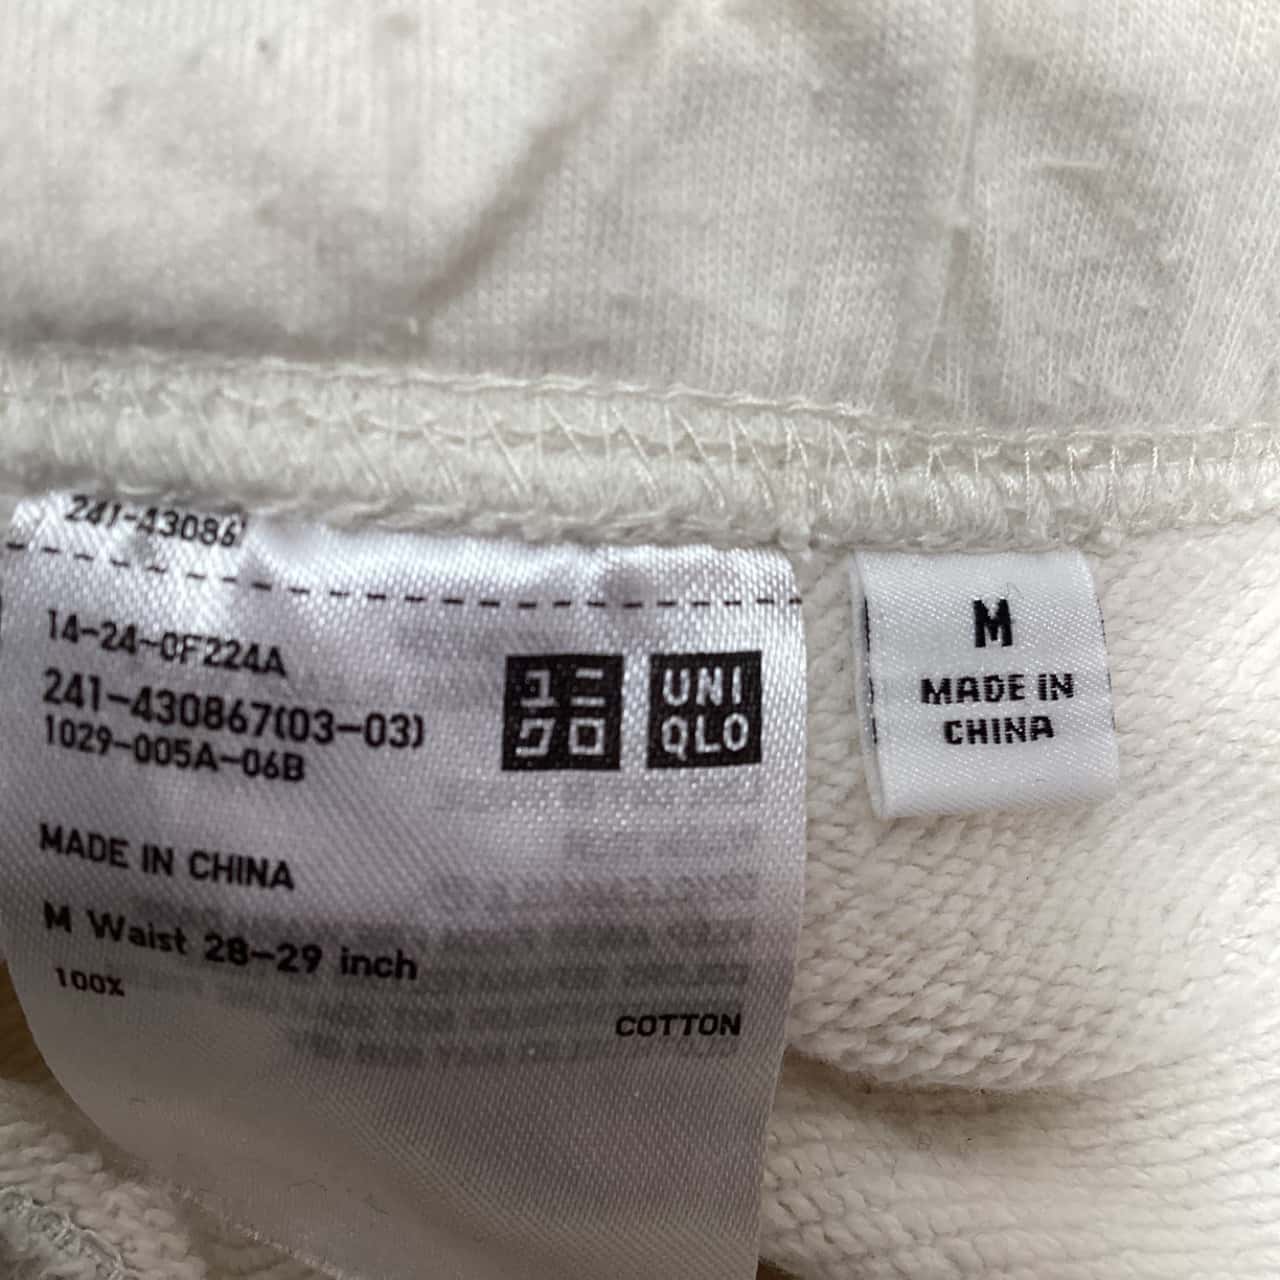 241-43086
14-24-0F224A
241-430867(03-03)
1029-005A-06B
ユニ
クロ
UNI
QLO
MADE IN CHINA
M Waist 28-29 inch
100%
COTTON
M
MADE IN
CHINA